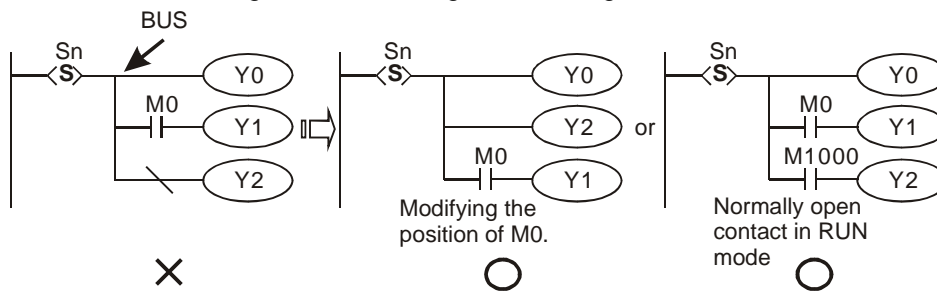 BUS
Sn
S
Y0
M0
Y1
Y2
Sn
S
Y0
Y2
M0
Y1
Modifying the
position of M0.
or
Sn
S
Y0
M0
Y1
M1000
Y2
Normally open
contact in RUN
mode